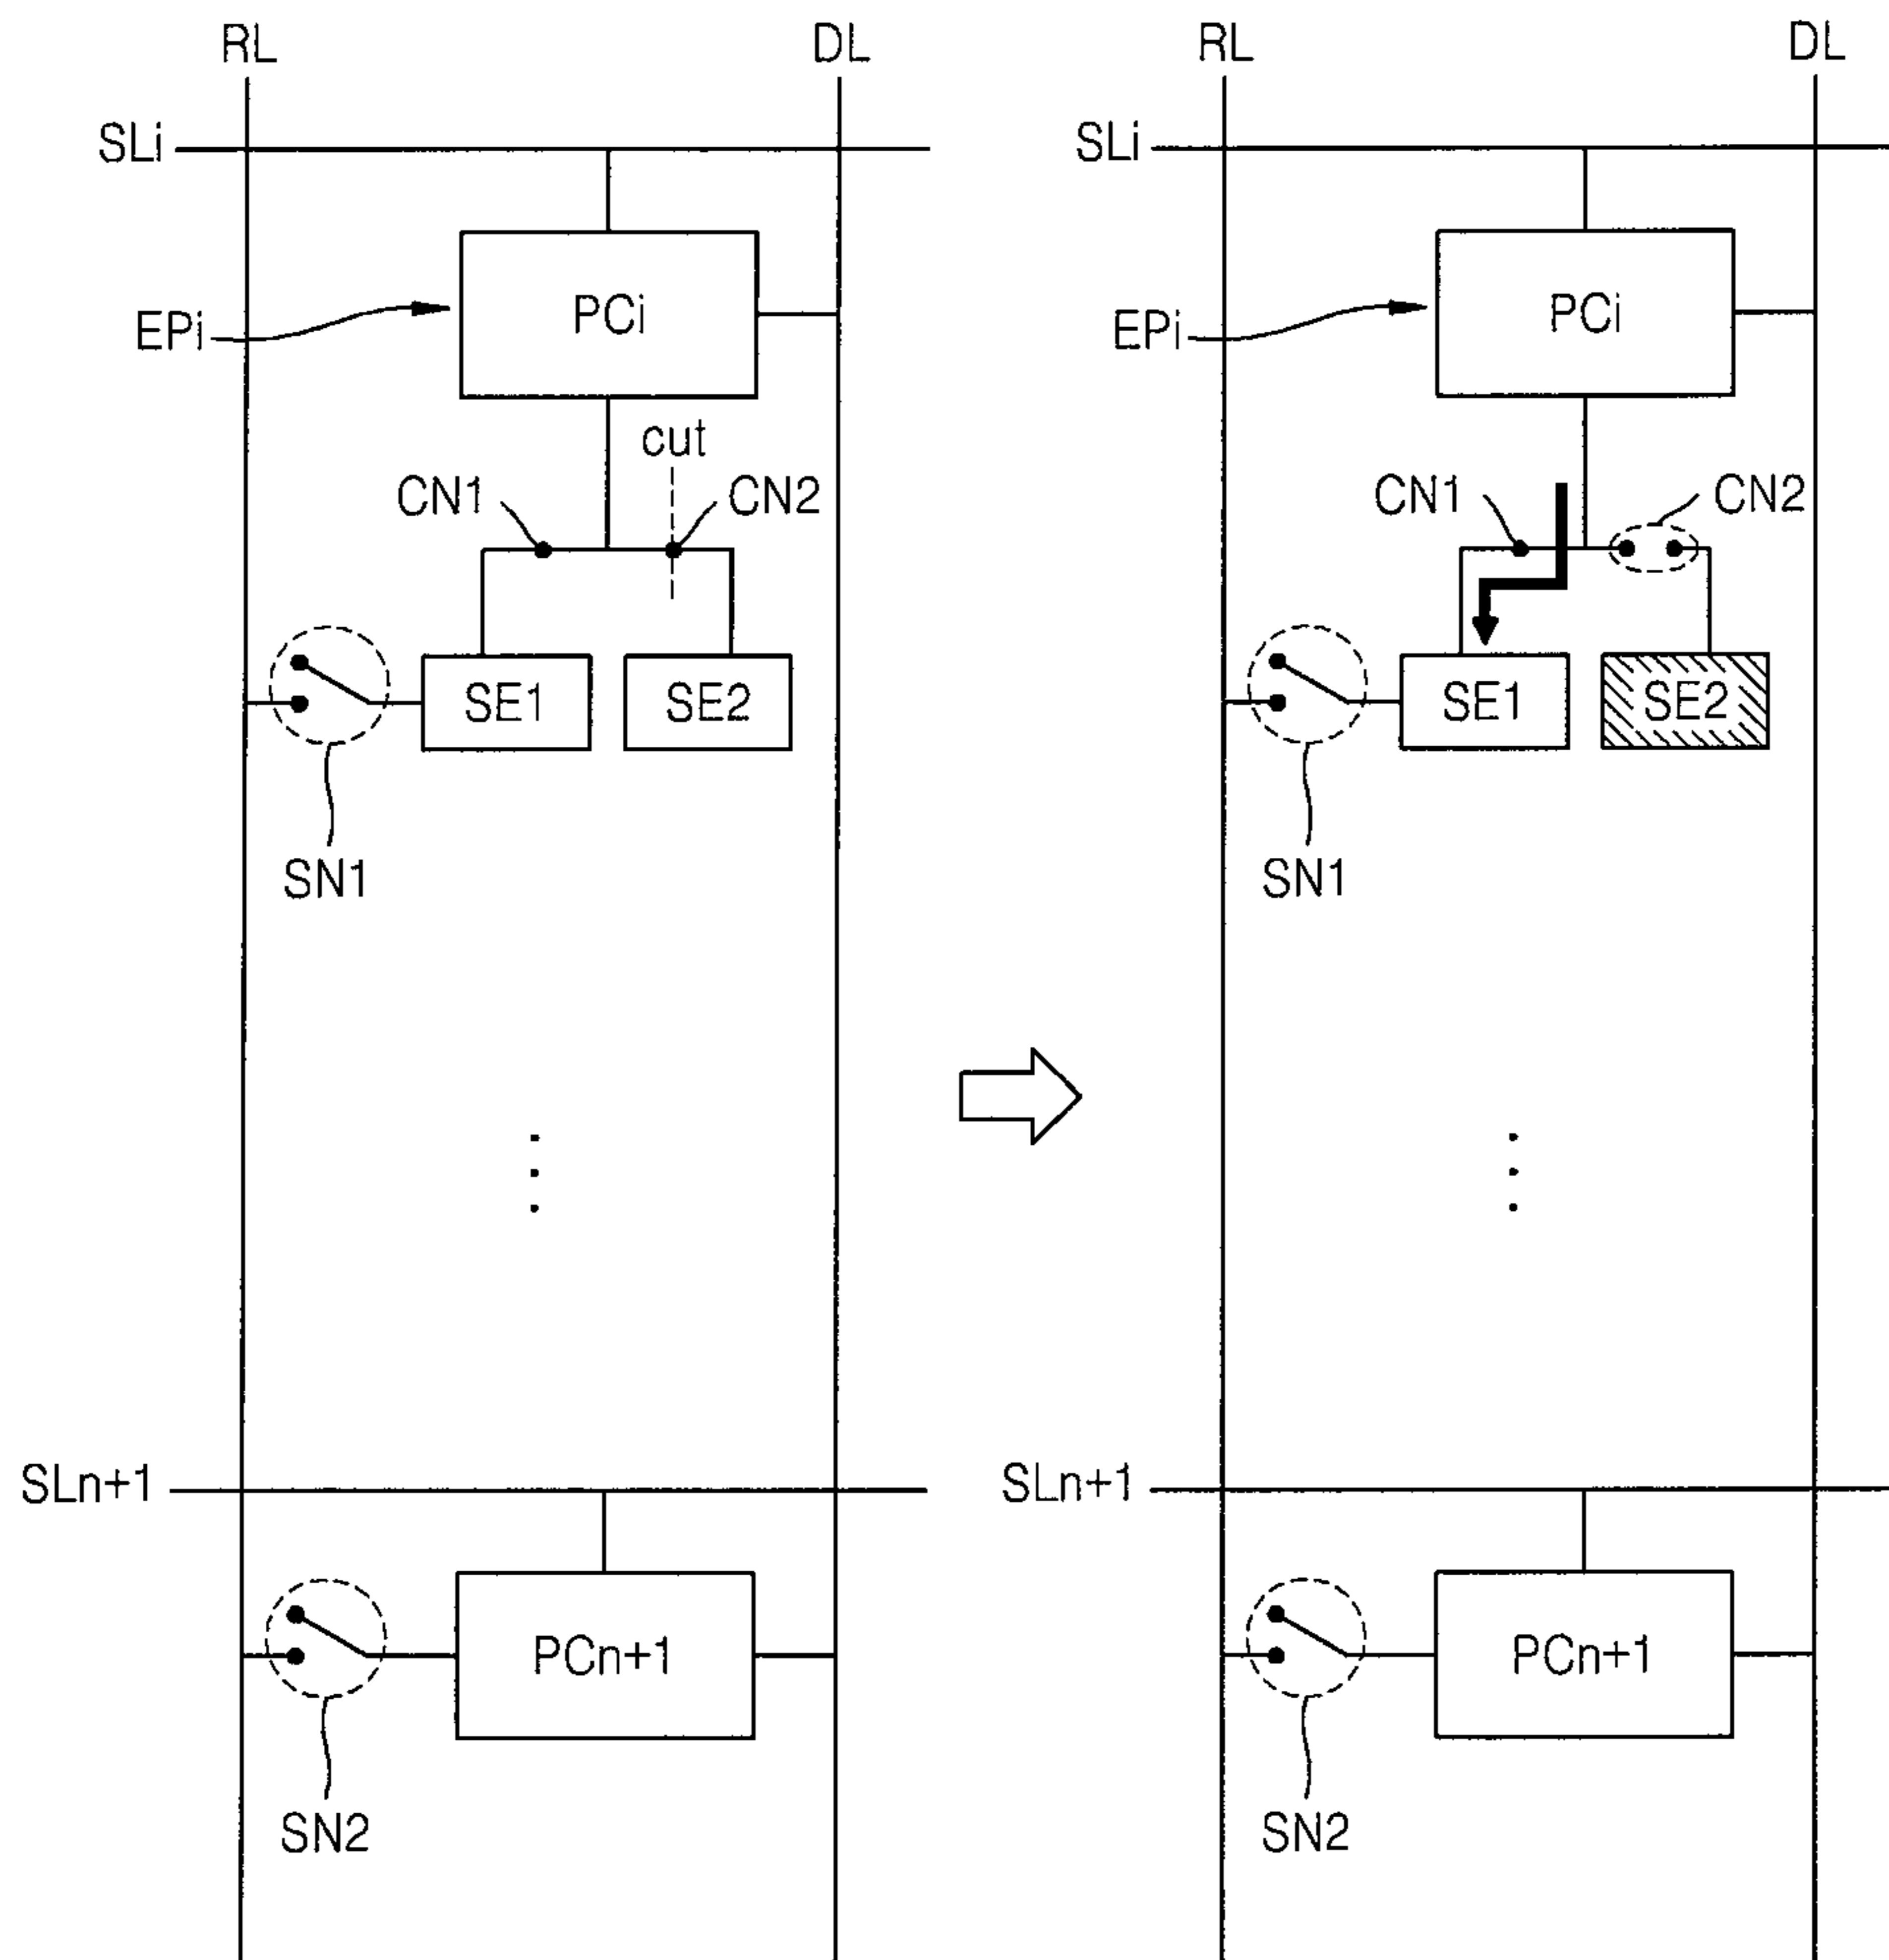 RL
DL
SLi
EPi
PCi
cut
CN1
CN2
SE1
SE2
SN1
SLn+1
PCn+1
SN2
RL
DL
SLi
EPi
PCi
CN1
CN2
SE1
SE2
SN1
SLn+1
PCn+1
SN2